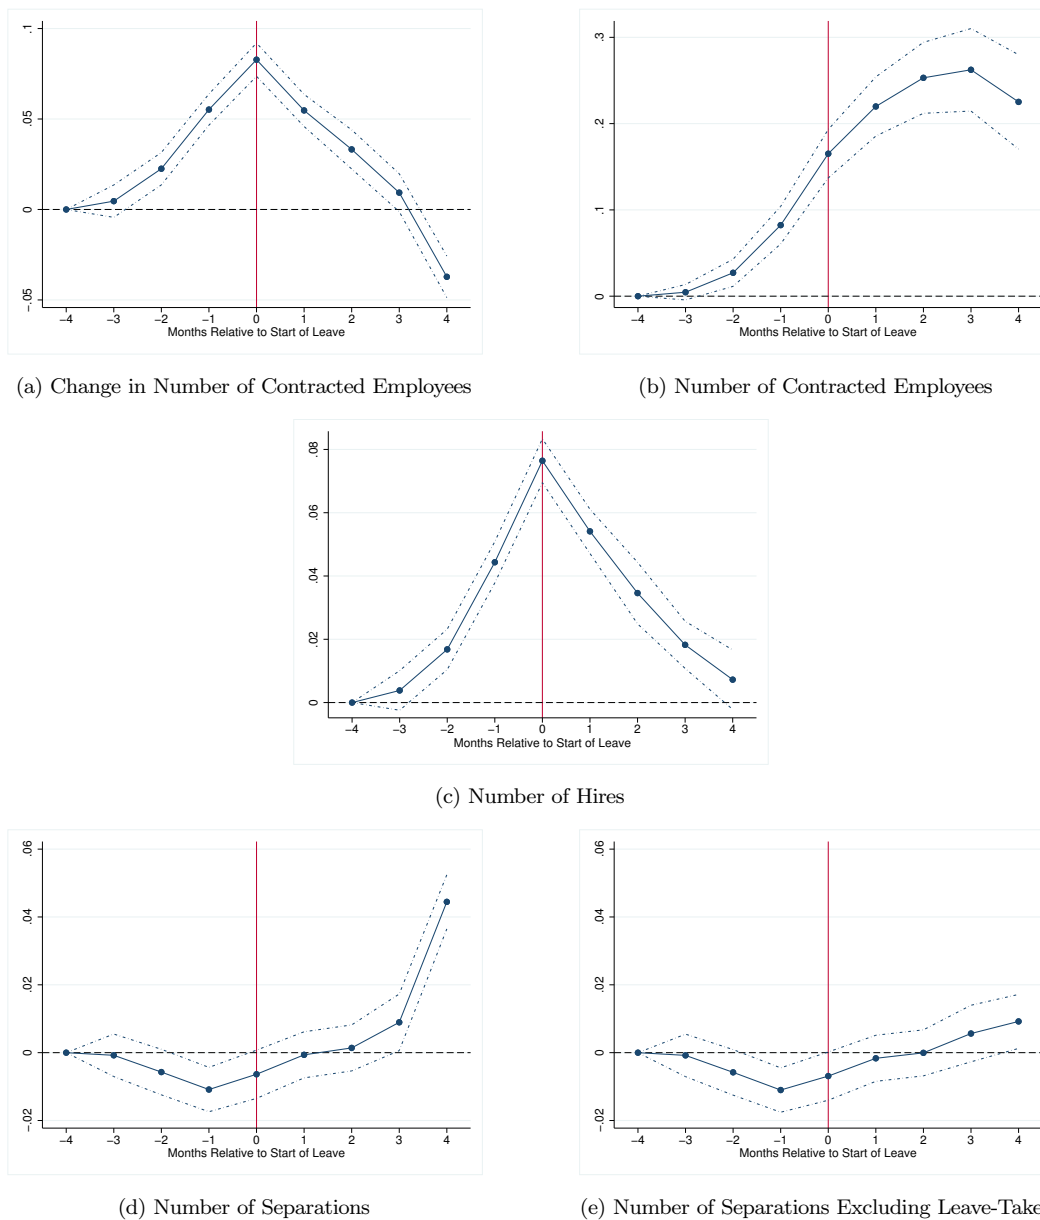 .1
.05
0
−.05
−4 −3 −2 −1 0 1 2 3 4
Months Relative to Start of Leave
(a) Change in Number of Contracted Employees
.3
.2
.1
0
−4 −3 −2 −1 0 1 2 3 4
Months Relative to Start of Leave
(b) Number of Contracted Employees
.08
.06
.04
.02
0
−4 −3 −2 −1 0 1 2 3 4
Months Relative to Start of Leave
(c) Number of Hires
.06
.04
.02
0
−.02
−4 −3 −2 −1 0 1 2 3 4
Months Relative to Start of Leave
(d) Number of Separations
.06
.04
.02
0
−.02
−4 −3 −2 −1 0 1 2 3 4
Months Relative to Start of Leave
(e) Number of Separations Excluding Leave-Take